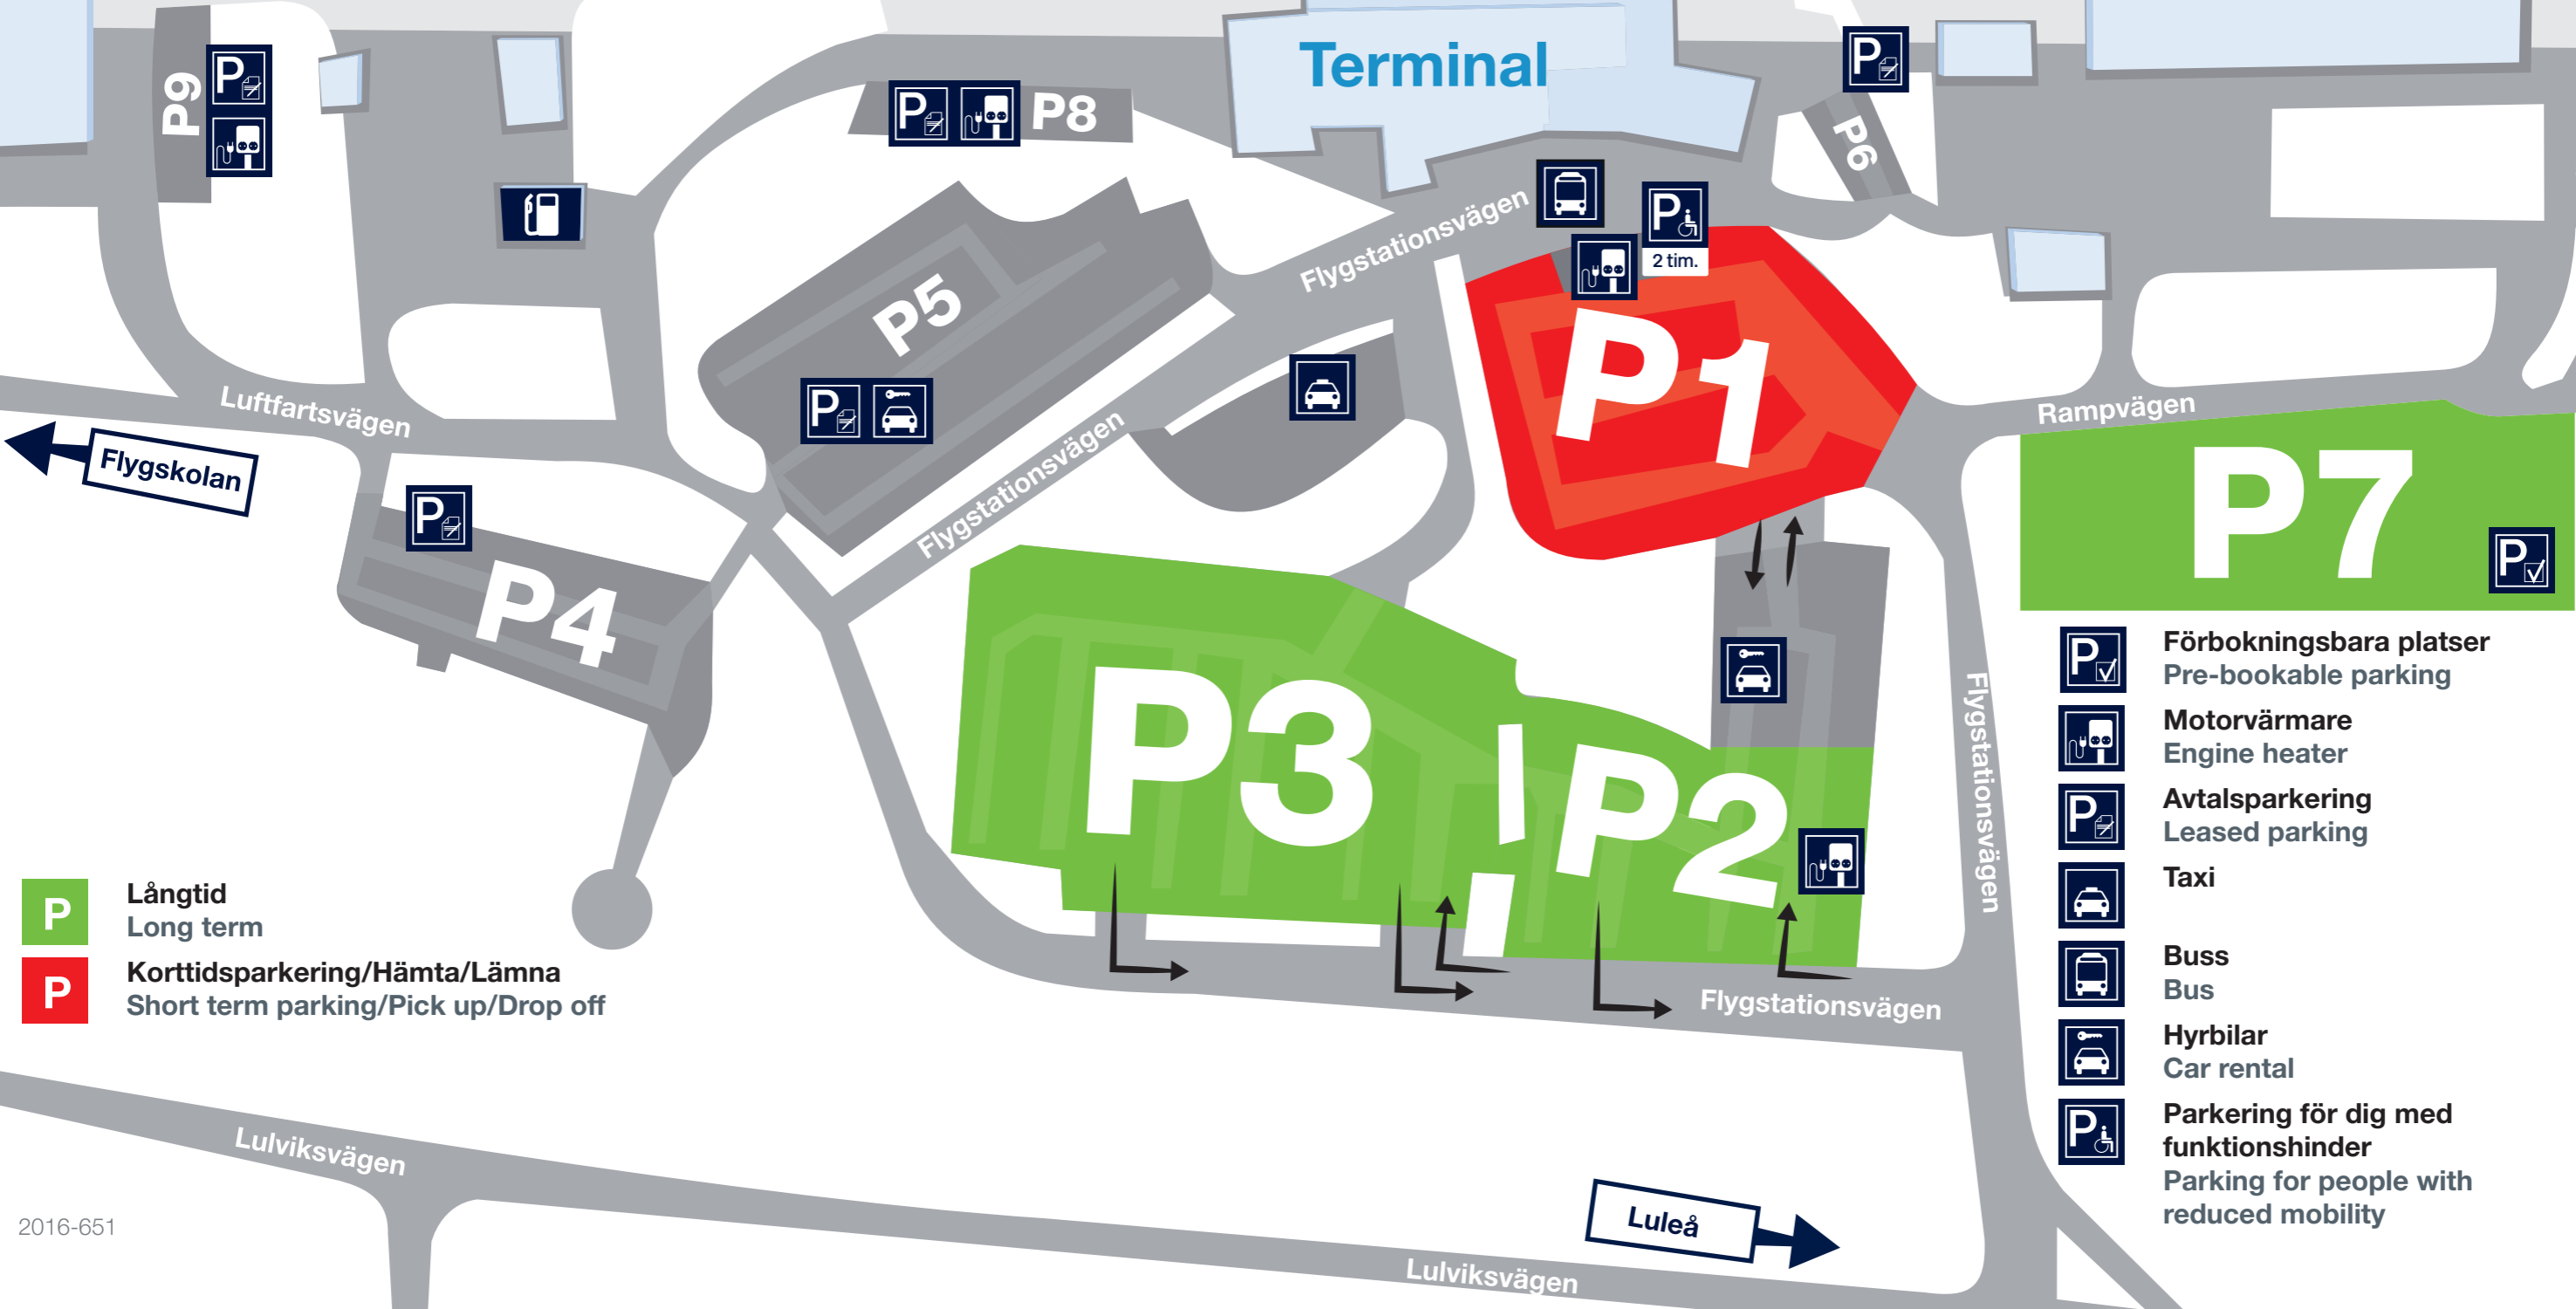 Terminal
P9
P
P
P8
P
P6
P
2 tim.
Flygstationsvägen
P5
P1
P
Luftfartsvägen
Rampvägen
Flygskolan
P
Flygstationsvägen
P7
P
P4
P3
P2
Flygstationsvägen
Flygstationsvägen
P
Långtid
Long term
P
Korttidsparkering/Hämta/Lämna
Short term parking/Pick up/Drop off
P
Förbokningsbara platser
Pre-bookable parking
Motorvärmare
Engine heater
P
Avtalsparkering
Leased parking
Taxi
Buss
Bus
Hyrbilar
Car rental
P
Parkering för dig med
funktionshinder
Parking for people with
reduced mobility
Lulviksvägen
Luleå
Lulviksvägen
2016-651